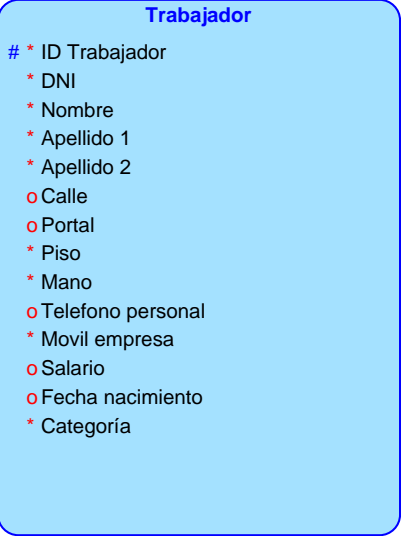 Trabajador
# * ID Trabajador
* DNI
* Nombre
* Apellido 1
* Apellido 2
o Calle
o Portal
* Piso
* Mano
o Telefono personal
* Movil empresa
o Salario
o Fecha nacimiento
* Categoría